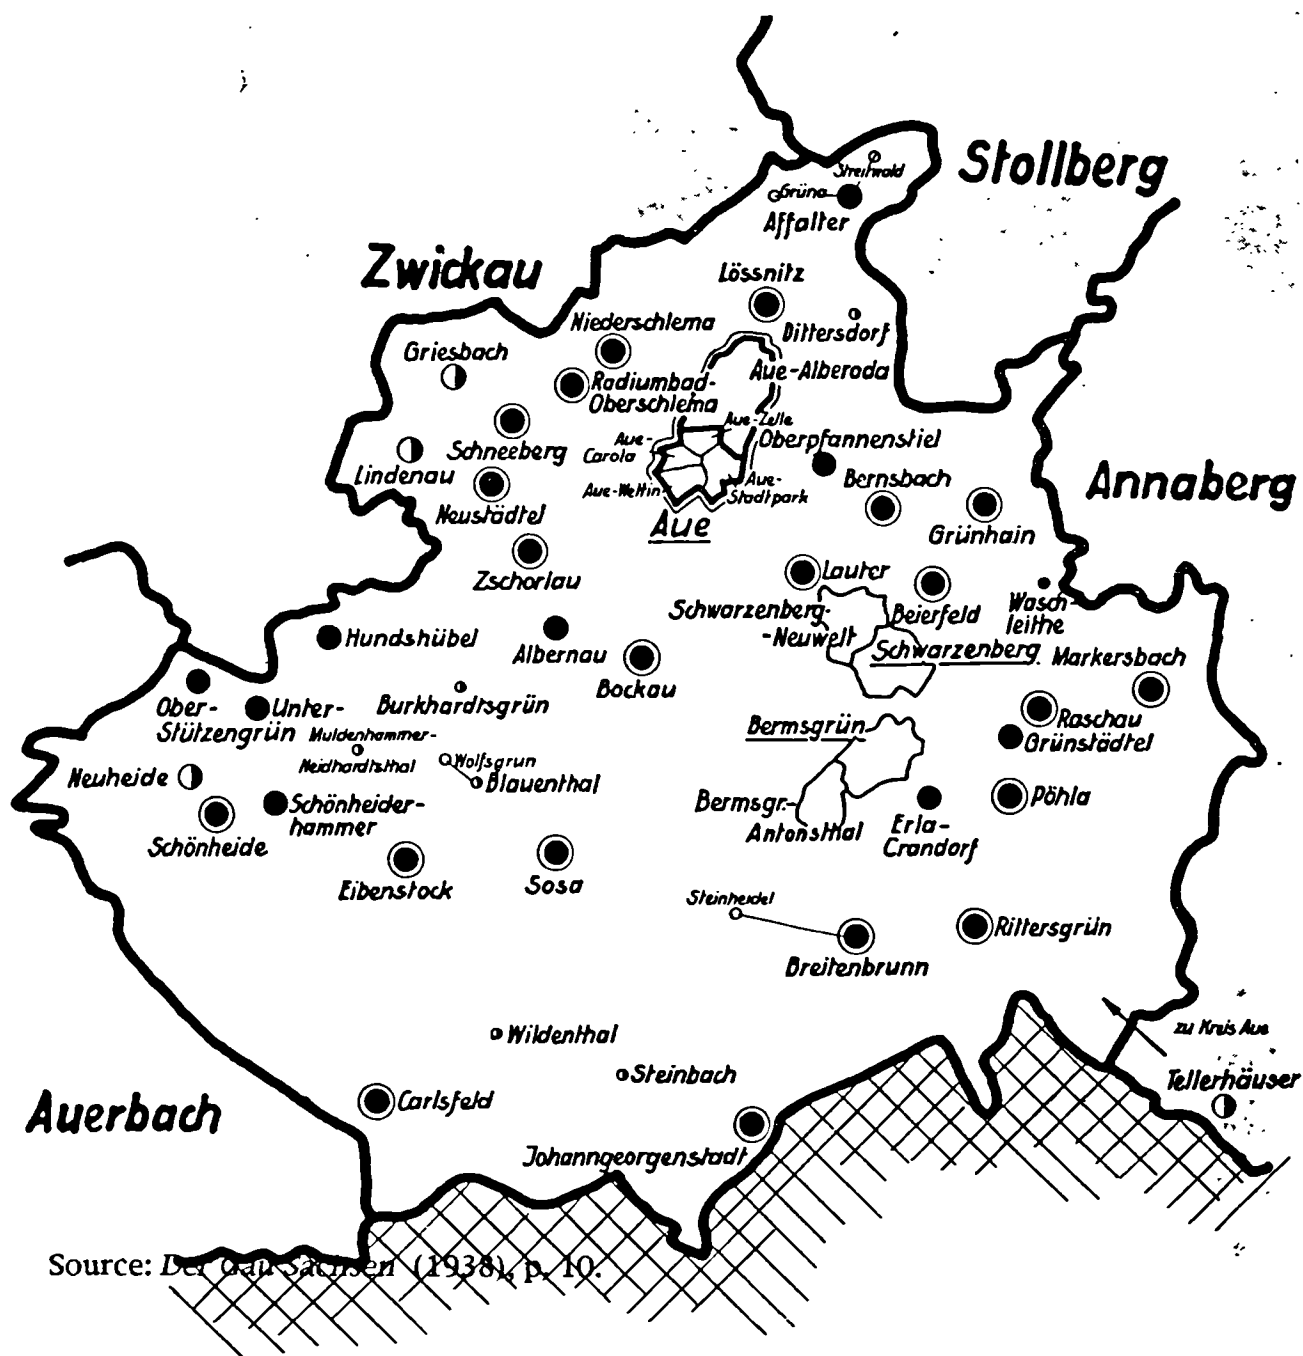 Stollberg
Streitwald
Grüna
Affalter
Zwickau
Lössnitz
Niederschlema
Dittersdorf
Griesbach
Aue-Alberoda
Radiumbad-
Oberschlema
Aue-Zelle
Aue-
Carola
Oberpfannenstiel
Schneeberg
Lindenau
Bernsbach
Annaberg
Aue-Wettin
Aue-
Stadtpark
Neustädtel
Aue
Grünhain
Zschorlau
Lauter
Schwarzenberg-
-Neuwelt
Beierfeld
Wasch-
leithe
Hundshübel
Albernau
Schwarzenberg
Markersbach
Bockau
Ober-
Stützengrün
Unter-
Burkhardtsgrün
Raschau
Grünstädtel
Bermsgrün
Muldenhammer-
Neidhardtsthal
Wolfsgrun
Blauenthal
Neuheide
Schönheider-
hammer
Bermsgr.-
Antonsthal
Pöhla
Erla-
Crandorf
Schönheide
Eibenstock
Sosa
Steinheidel
Breitenbrunn
Rittersgrün
Wildenthal
zu Kreis Aue
Steinbach
Tellerhäuser
Auerbach
Carlsfeld
Johanngeorgenstadt
Source: Der Gau Sachsen (1938), p. 10.